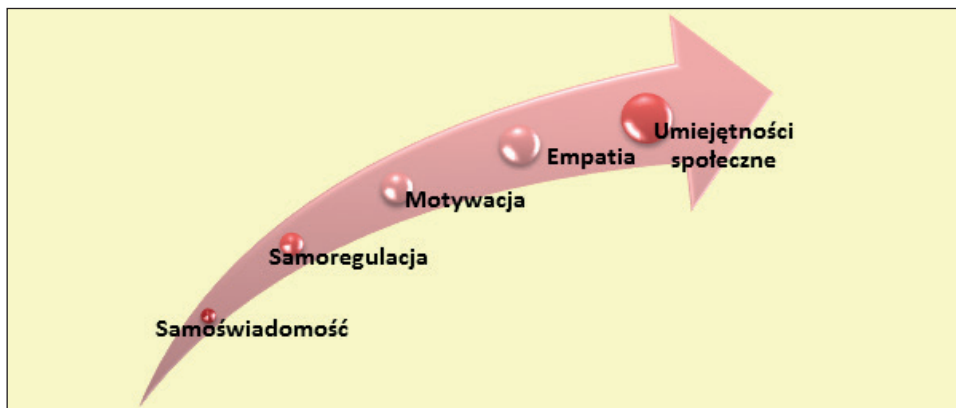 Umiejętności
społeczne
Empatia
Motywacja
Samoregulacja
Samoświadomość